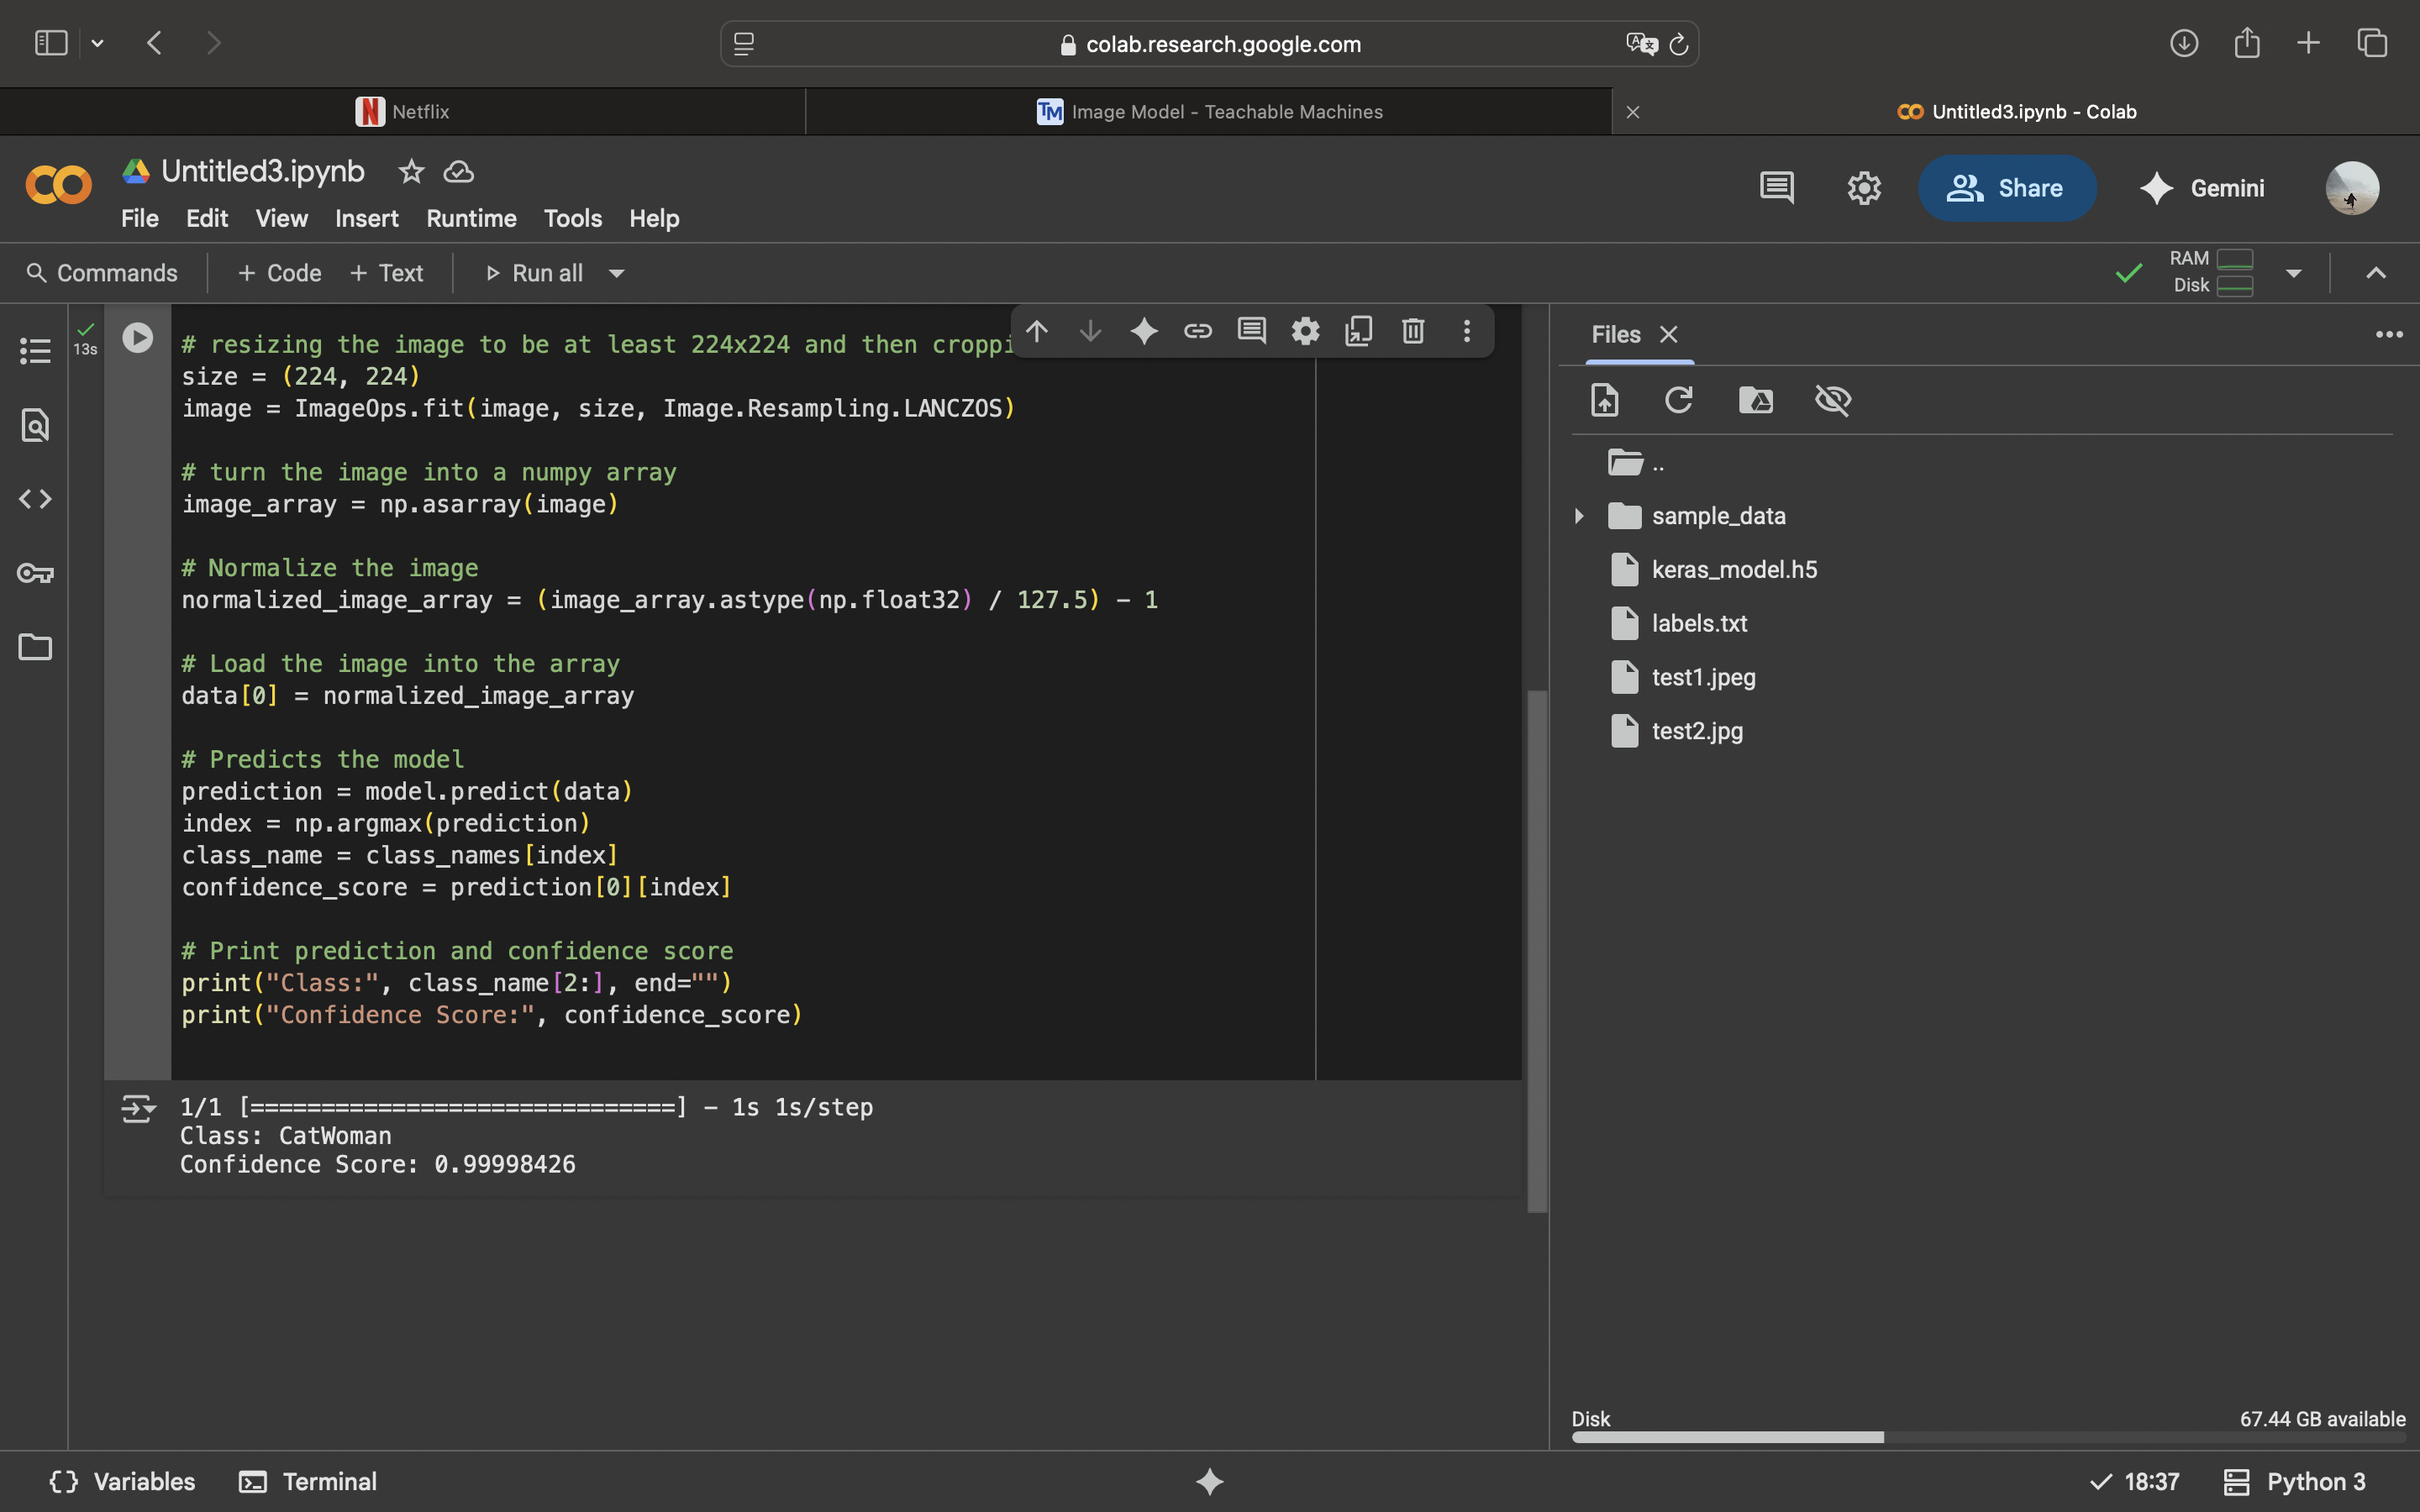 colab.research.google.com
Netflix
TM Image Model - Teachable Machines
Untitled3.ipynb - Colab
Untitled3.ipynb
Share
Gemini
File Edit View Insert Runtime Tools Help
Commands
+ Code + Text
Run all
RAM
Disk
13s
# resizing the image to be at least 224x224 and then croppi
size = (224, 224)
image = ImageOps.fit(image, size, Image.Resampling.LANCZOS)
# turn the image into a numpy array
image_array = np.asarray(image)
# Normalize the image
normalized_image_array = (image_array.astype(np.float32) / 127.5) - 1
# Load the image into the array
data[0] = normalized_image_array
# Predicts the model
prediction = model.predict(data)
index = np.argmax(prediction)
class_name = class_names[index]
confidence_score = prediction[0][index]
# Print prediction and confidence score
print("Class:", class_name[2:], end="")
print("Confidence Score:", confidence_score)
1/1 [==============================] - 1s 1s/step
Class: CatWoman
Confidence Score: 0.99998426
Files
..
sample_data
keras_model.h5
labels.txt
test1.jpeg
test2.jpg
Disk
67.44 GB available
{} Variables
Terminal
18:37
Python 3